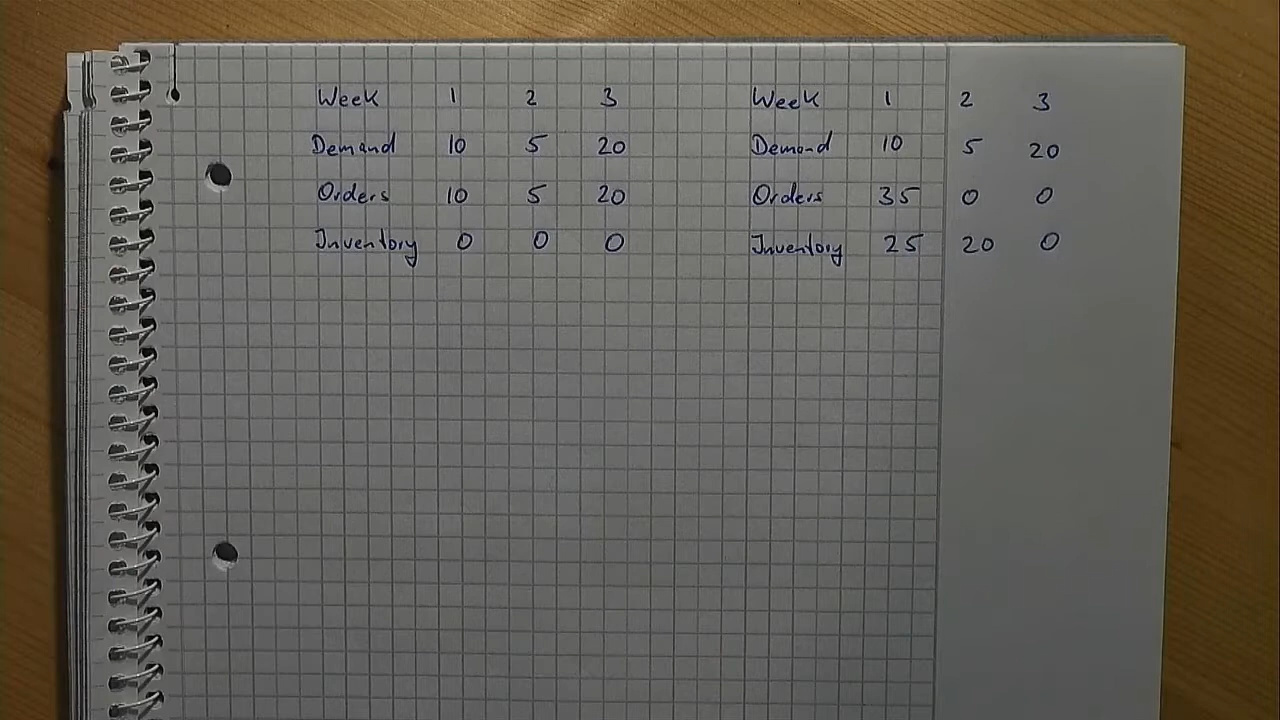 Week 1 2 3
Demand 10 5 20
Orders 10 5 20
Inventory 0 0 0
Week 1 2 3
Demand 10 5 20
Orders 35 0 0
Inventory 25 20 0